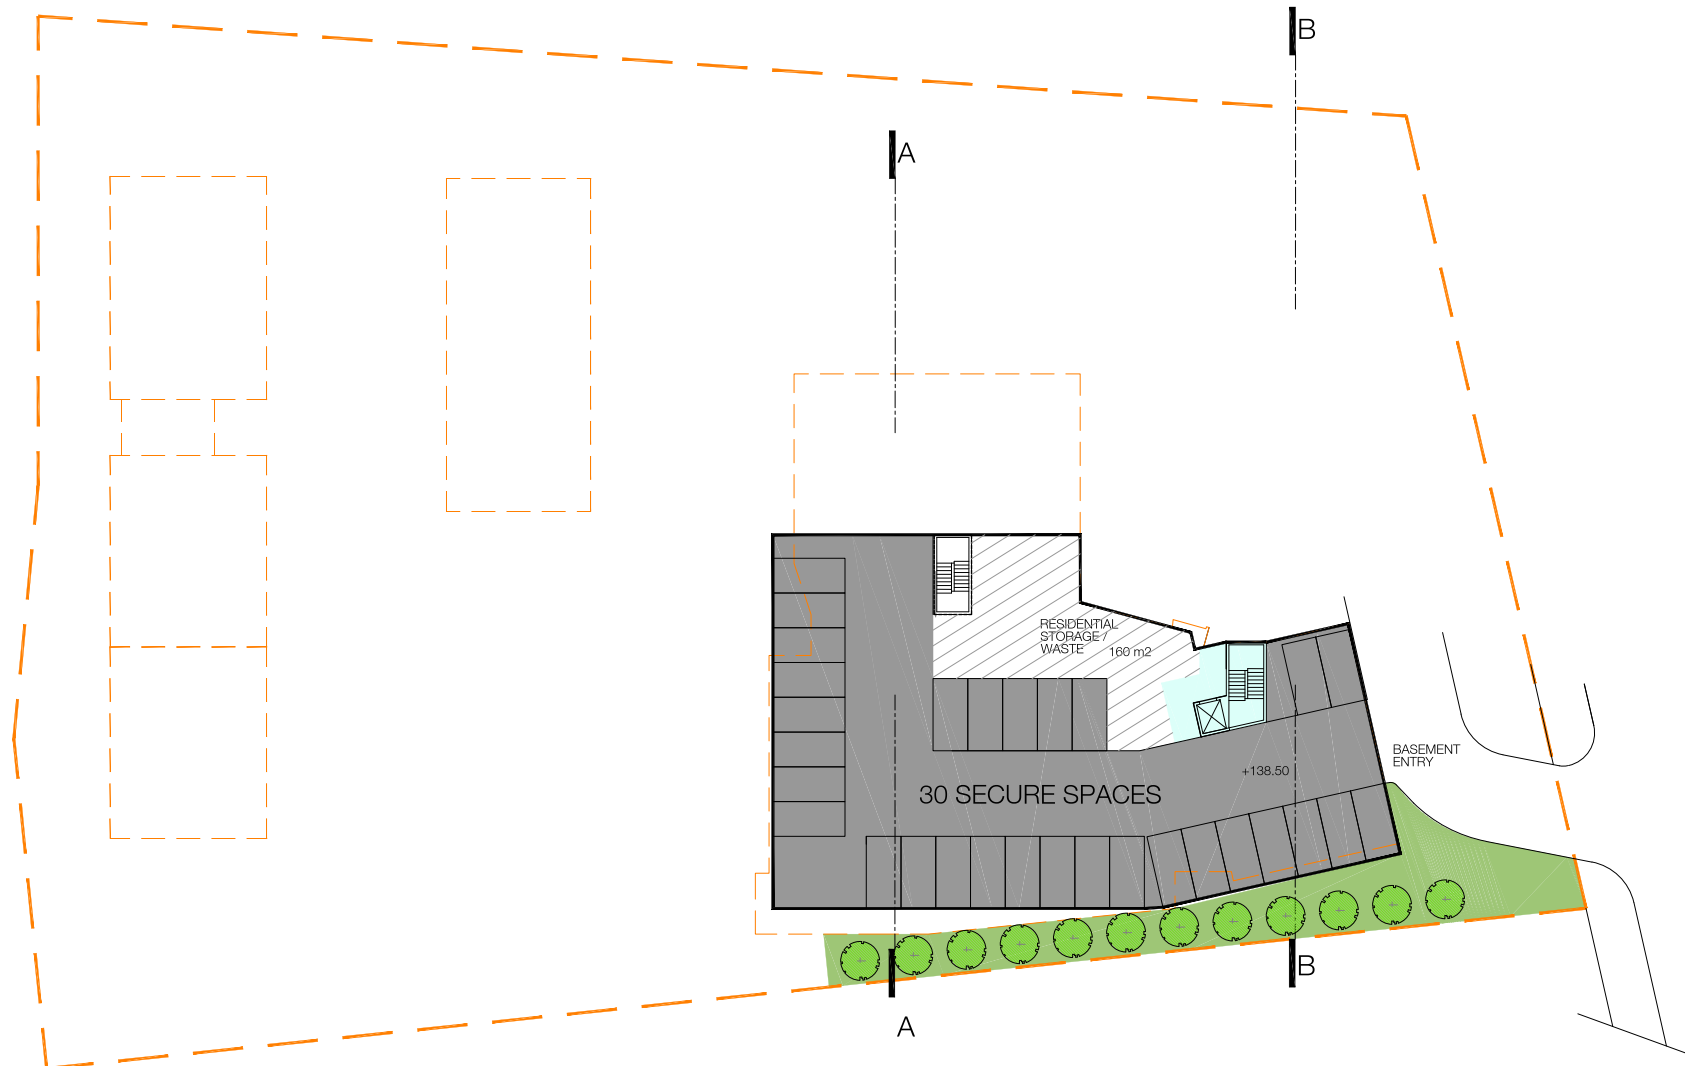 B
A
RESIDENTIAL
STORAGE /
WASTE 160 m2
BASEMENT
ENTRY
+138.50
30 SECURE SPACES
B
A